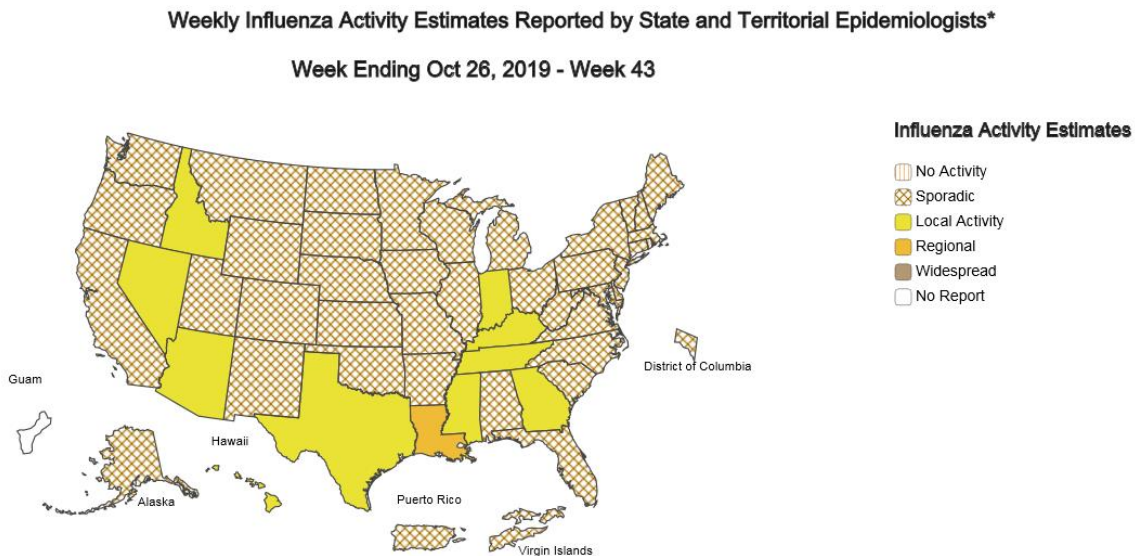 Weekly Influenza Activity Estimates Reported by State and Territorial Epidemiologists*
Week Ending Oct 26, 2019 - Week 43
Influenza Activity Estimates
No Activity
Sporadic
Local Activity
Regional
Widespread
No Report
District of Columbia
Guam
Hawaii
Alaska
Puerto Rico
Virgin Islands